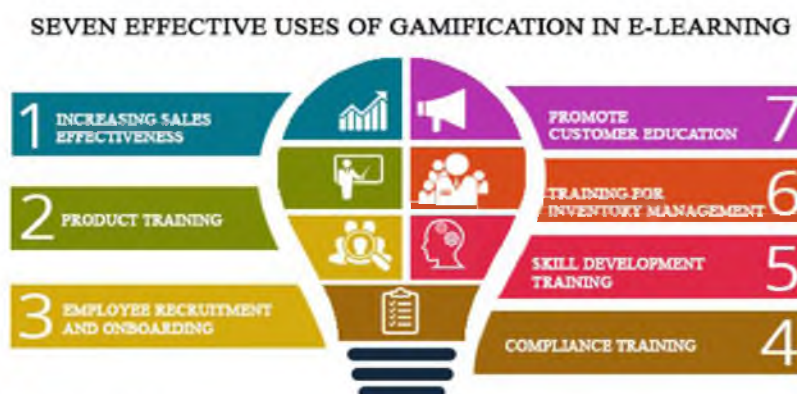 SEVEN EFFECTIVE USES OF GAMIFICATION IN E-LEARNING
1 INCREASING SALES
EFFECTIVENESS
2 PRODUCT TRAINING
3 EMPLOYEE RECRUITMENT
AND ONBOARDING
4 COMPLIANCE TRAINING
5 SKILL DEVELOPMENT
TRAINING
6 TRAINING FOR
INVENTORY MANAGEMENT
7 PROMOTE
CUSTOMER EDUCATION